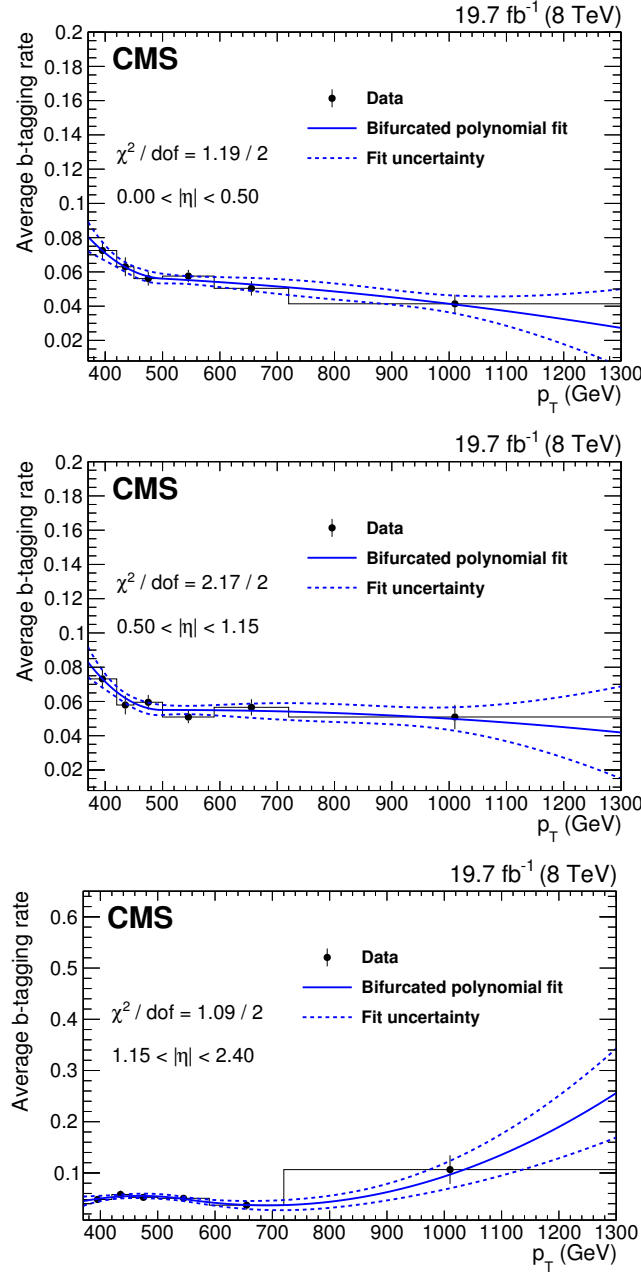 19.7 fb⁻¹ (8 TeV)
CMS
Data
Bifurcated polynomial fit
Fit uncertainty
χ² / dof = 1.19 / 2
0.00 < |η| < 0.50
Average b-tagging rate
0.2
0.18
0.16
0.14
0.12
0.1
0.08
0.06
0.04
0.02
400 500 600 700 800 900 1000 1100 1200 1300
p_T (GeV)
19.7 fb⁻¹ (8 TeV)
CMS
Data
Bifurcated polynomial fit
Fit uncertainty
χ² / dof = 2.17 / 2
0.50 < |η| < 1.15
Average b-tagging rate
0.2
0.18
0.16
0.14
0.12
0.1
0.08
0.06
0.04
0.02
400 500 600 700 800 900 1000 1100 1200 1300
p_T (GeV)
19.7 fb⁻¹ (8 TeV)
CMS
Data
Bifurcated polynomial fit
Fit uncertainty
χ² / dof = 1.09 / 2
1.15 < |η| < 2.40
Average b-tagging rate
0.6
0.5
0.4
0.3
0.2
0.1
400 500 600 700 800 900 1000 1100 1200 1300
p_T (GeV)